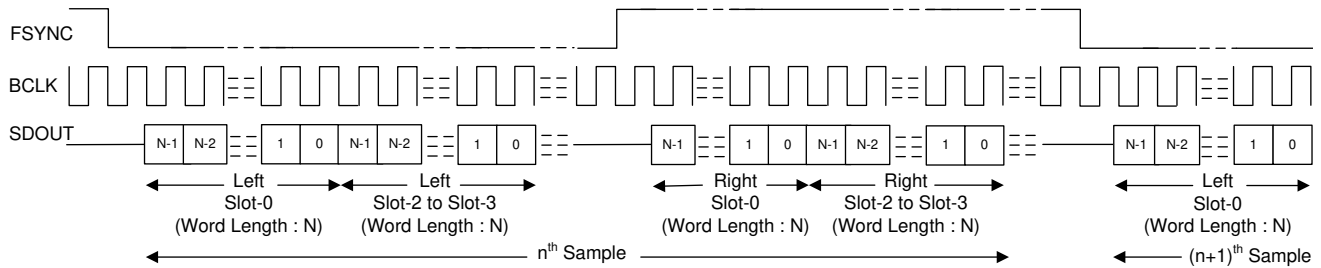 FSYNC
BCLK
SDOUT
N-1 N-2 1 0 N-1 N-2 1 0 N-1 1 0 N-1 N-2 1 0 N-1 N-2 1 0
Left Left Right Right Left
Slot-0 Slot-2 to Slot-3 Slot-0 Slot-2 to Slot-3 Slot-0
(Word Length : N) (Word Length : N) (Word Length : N) (Word Length : N) (Word Length : N)
nth Sample (n+1)th Sample